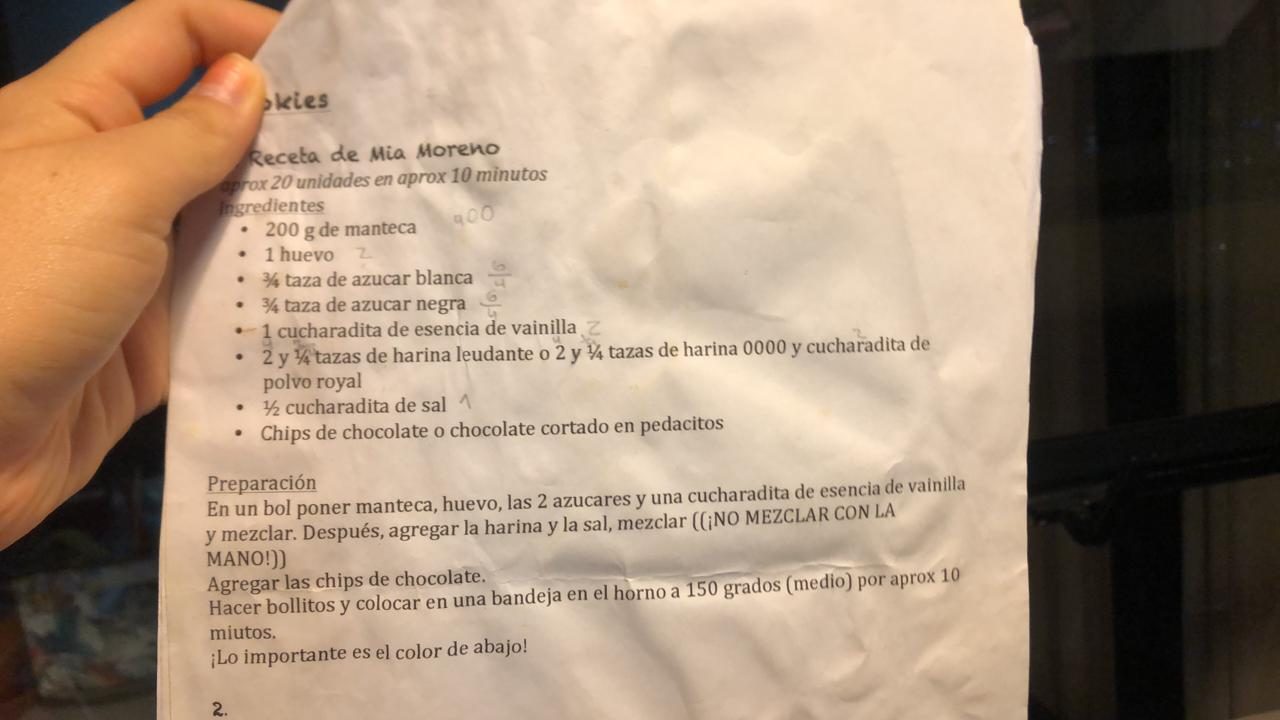 okies
Receta de Mia Moreno
aprox 20 unidades en aprox 10 minutos
Ingredientes
• 200 g de manteca 400
• 1 huevo 2
• ¾ taza de azucar blanca 6/4
• ¾ taza de azucar negra 6/4
• 1 cucharadita de esencia de vainilla 2
• 2 y ¼ tazas de harina leudante o 2 y ¼ tazas de harina 0000 y cucharadita de
polvo royal
• ½ cucharadita de sal 1
• Chips de chocolate o chocolate cortado en pedacitos
Preparación
En un bol poner manteca, huevo, las 2 azucares y una cucharadita de esencia de vainilla
y mezclar. Después, agregar la harina y la sal, mezclar ((¡NO MEZCLAR CON LA
MANO!))
Agregar las chips de chocolate.
Hacer bollitos y colocar en una bandeja en el horno a 150 grados (medio) por aprox 10
miutos.
¡Lo importante es el color de abajo!
2.